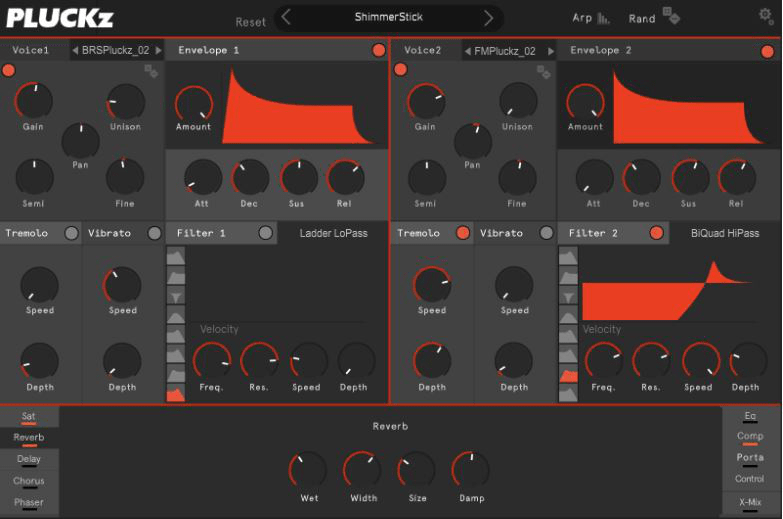 PLUCKz
Reset
ShimmerStick
Arp
Rand
Voice1
BRSPluckz_02
Envelope 1
Voice2
FMPluckz_02
Envelope 2
Gain
Unison
Pan
Semi
Fine
Amount
Att
Dec
Sus
Rel
Gain
Unison
Pan
Semi
Fine
Amount
Att
Dec
Sus
Rel
Tremolo
Vibrato
Filter 1
Ladder LoPass
Tremolo
Vibrato
Filter 2
BiQuad HiPass
Speed
Speed
Depth
Depth
Velocity
Freq.
Res.
Speed
Depth
Speed
Speed
Depth
Depth
Velocity
Freq.
Res.
Speed
Depth
Sat
Reverb
Delay
Chorus
Phaser
Reverb
Wet
Width
Size
Damp
Eq
Comp
Porta
Control
X-Mix